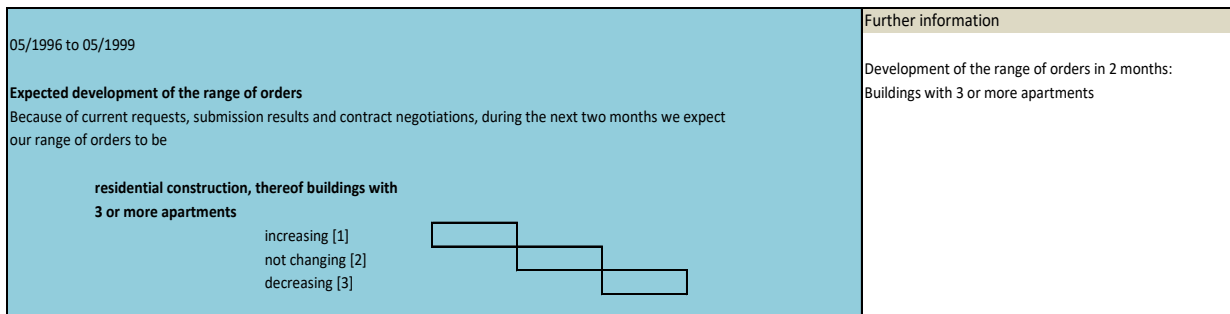 05/1996 to 05/1999
Expected development of the range of orders
Because of current requests, submission results and contract negotiations, during the next two months we expect
our range of orders to be
residential construction, thereof buildings with
3 or more apartments
increasing [1]
not changing [2]
decreasing [3]
Further information
Development of the range of orders in 2 months:
Buildings with 3 or more apartments